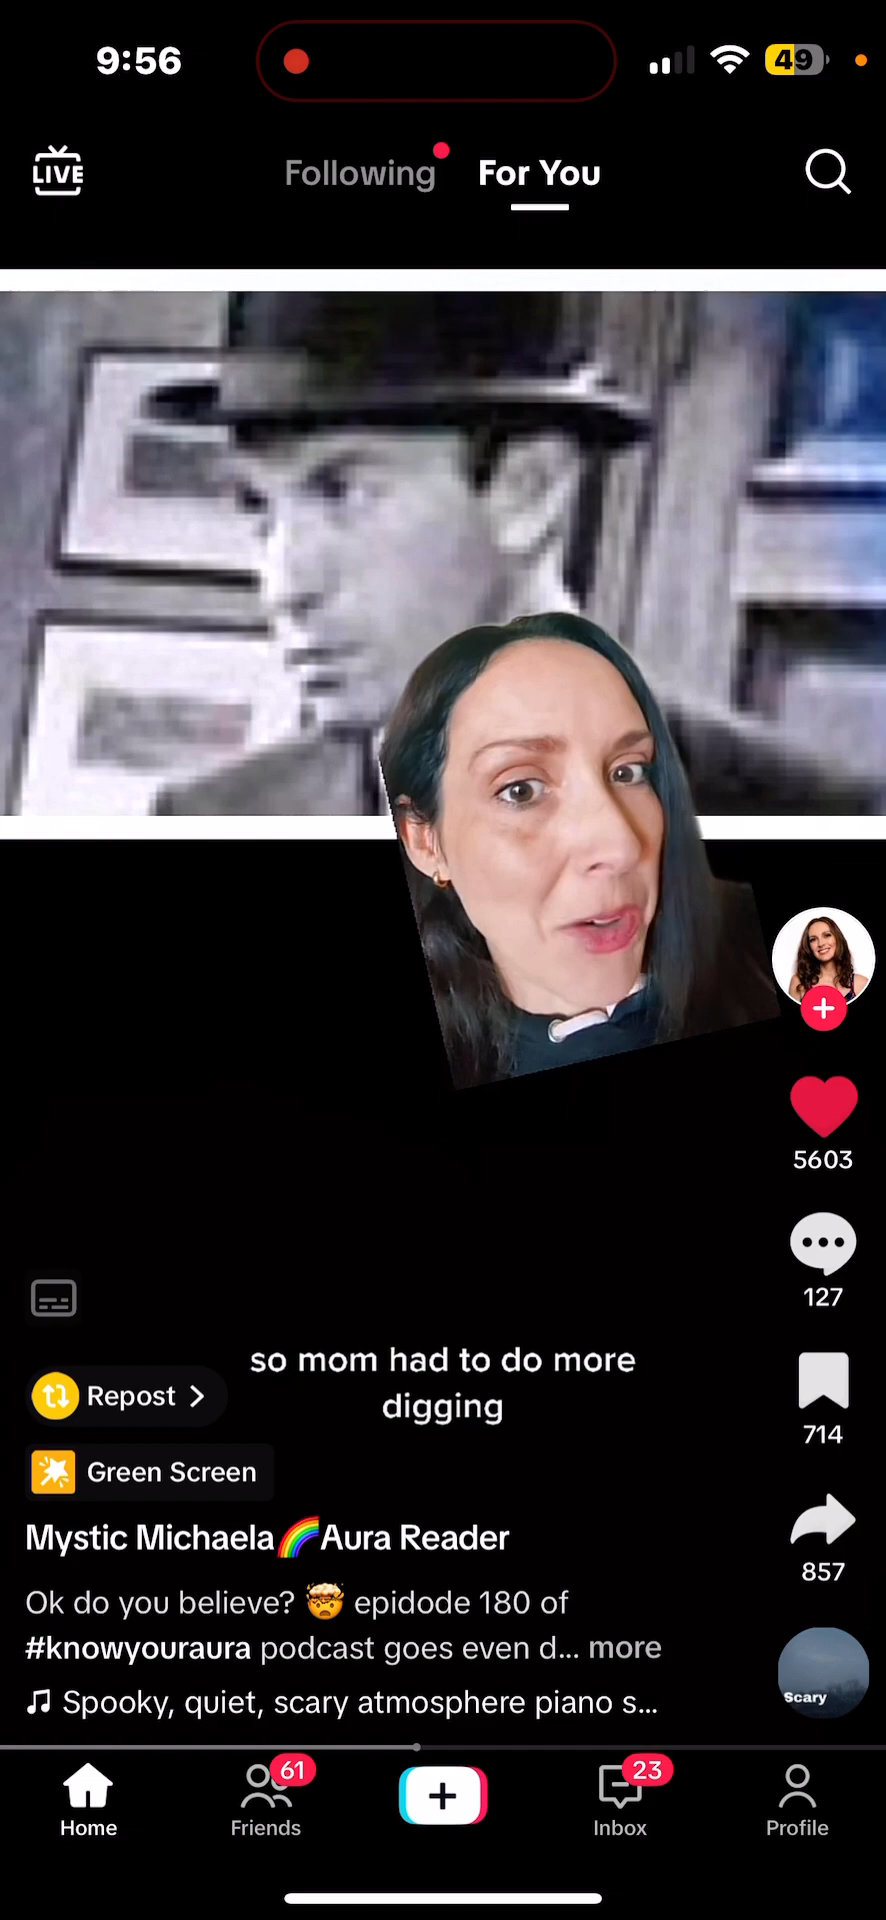 9:56
49
LIVE
Following
For You
5603
127
so mom had to do more
digging
Repost
714
Green Screen
Mystic Michaela🌈Aura Reader
857
Ok do you believe? 🤯 epidode 180 of
#knowyouraura podcast goes even d... more
Spooky, quiet, scary atmosphere piano s...
Scary
61
23
Home
Friends
Inbox
Profile